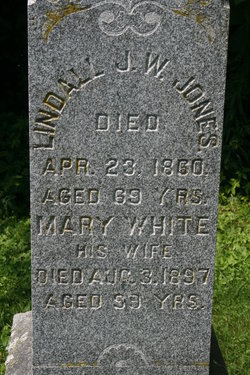 LINDALL J. W. JONES
DIED
APR. 23. 1860.
AGED 69 YRS.
MARY WHITE
HIS WIFE
DIED AUG. 3. 1897
AGED 93 YRS.